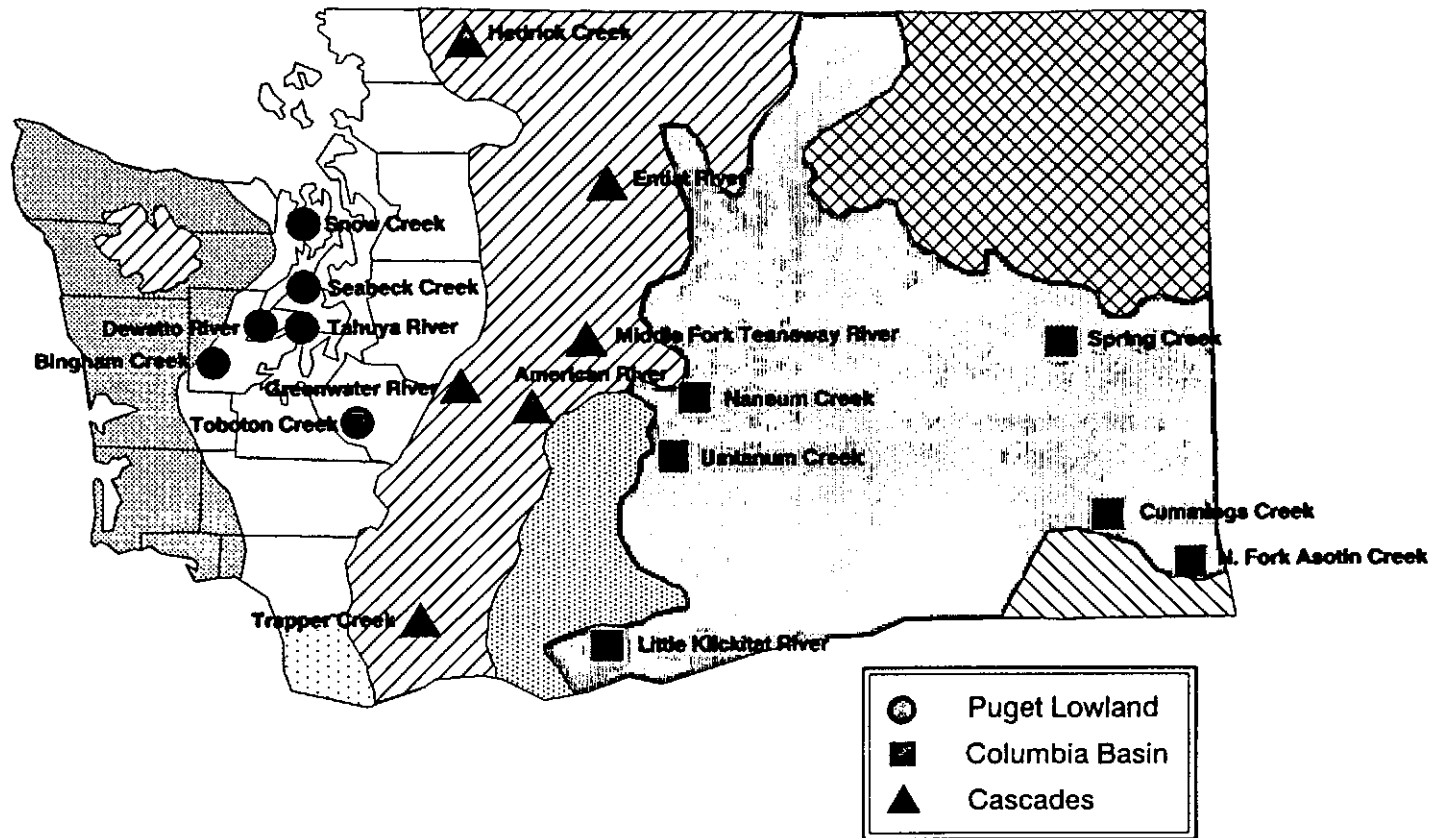 Hedrick Creek
Entiat River
Snow Creek
Seabeck Creek
Dewatto River
Tahuya River
Middle Fork Teanaway River
Spring Creek
Bingham Creek
Greenwater River
American River
Naneum Creek
Toboton Creek
Umtanum Creek
Cummings Creek
N. Fork Asotin Creek
Trapper Creek
Little Klickitat River
Puget Lowland
Columbia Basin
Cascades